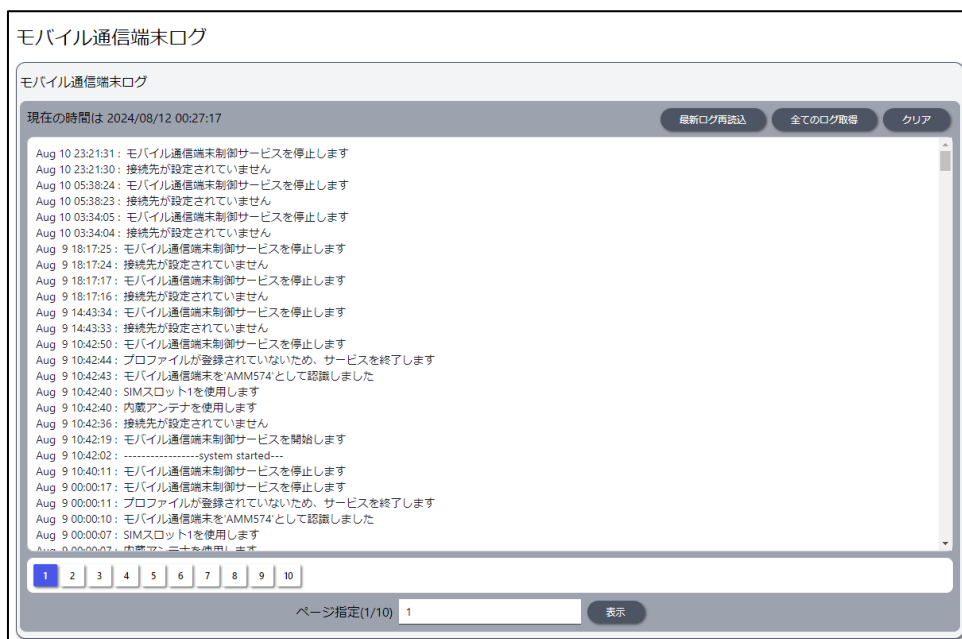 モバイル通信端末ログ
モバイル通信端末ログ
現在の時間は 2024/08/12 00:27:17
最新ログ再読込
全てのログ取得
クリア
Aug 10 23:21:31 : モバイル通信端末制御サービスを停止します
Aug 10 23:21:30 : 接続先が設定されていません
Aug 10 05:38:24 : モバイル通信端末制御サービスを停止します
Aug 10 05:38:23 : 接続先が設定されていません
Aug 10 03:34:05 : モバイル通信端末制御サービスを停止します
Aug 10 03:34:04 : 接続先が設定されていません
Aug  9 18:17:25 : モバイル通信端末制御サービスを停止します
Aug  9 18:17:24 : 接続先が設定されていません
Aug  9 18:17:17 : モバイル通信端末制御サービスを停止します
Aug  9 18:17:16 : 接続先が設定されていません
Aug  9 14:43:34 : モバイル通信端末制御サービスを停止します
Aug  9 14:43:33 : 接続先が設定されていません
Aug  9 10:42:50 : モバイル通信端末制御サービスを停止します
Aug  9 10:42:44 : プロファイルが登録されていないため、サービスを終了します
Aug  9 10:42:43 : モバイル通信端末を'AMM574'として認識しました
Aug  9 10:42:40 : SIMスロット1を使用します
Aug  9 10:42:40 : 内蔵アンテナを使用します
Aug  9 10:42:36 : 接続先が設定されていません
Aug  9 10:42:19 : モバイル通信端末制御サービスを開始します
Aug  9 10:42:02 : -----------------system started---
Aug  9 10:40:11 : モバイル通信端末制御サービスを停止します
Aug  9 00:00:17 : モバイル通信端末制御サービスを停止します
Aug  9 00:00:11 : プロファイルが登録されていないため、サービスを終了します
Aug  9 00:00:10 : モバイル通信端末を'AMM574'として認識しました
Aug  9 00:00:07 : SIMスロット1を使用します
Aug  9 00:00:07 : 内蔵アンテナを使用します
1 2 3 4 5 6 7 8 9 10
ページ指定(1/10) 1 表示